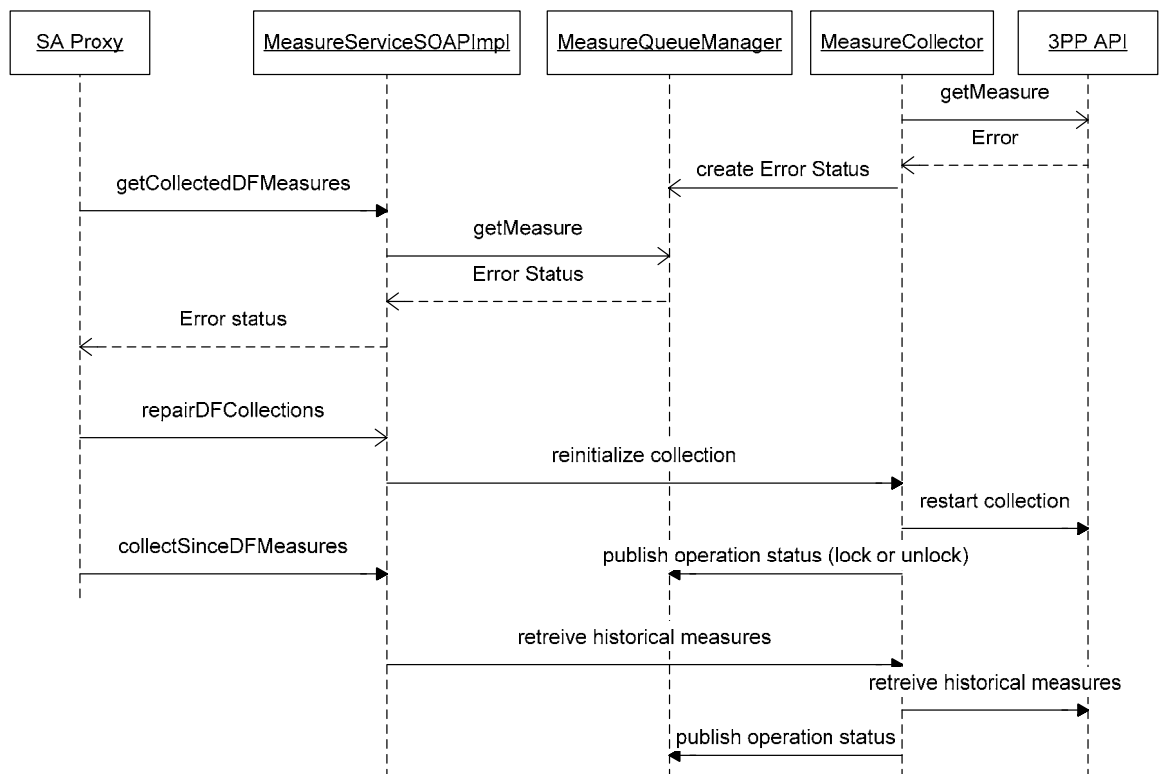 SA Proxy
MeasureServiceSOAPImpl
MeasureQueueManager
MeasureCollector
3PP API
getMeasure
Error
create Error Status
getCollectedDFMeasures
getMeasure
Error Status
Error status
repairDFCollections
reinitialize collection
restart collection
collectSinceDFMeasures
publish operation status (lock or unlock)
retreive historical measures
retreive historical measures
publish operation status